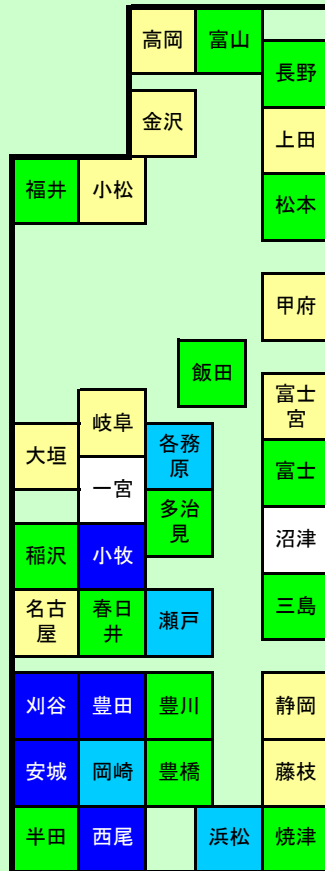 高岡
富山
長野
金沢
上田
福井
小松
松本
甲府
飯田
富士
宮
岐阜
大垣
各務
原
富士
一宮
多治
見
沼津
稲沢
小牧
三島
名古
屋
春日
井
瀬戸
刈谷
豊田
豊川
静岡
安城
岡崎
豊橋
藤枝
半田
西尾
浜松
焼津